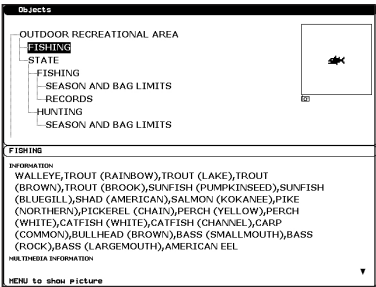 Objects
OUTDOOR RECREATIONAL AREA
FISHING
STATE
FISHING
SEASON AND BAG LIMITS
RECORDS
HUNTING
SEASON AND BAG LIMITS
FISHING
INFORMATION
WALLEYE,TROUT (RAINBOW),TROUT (LAKE),TROUT
(BROWN),TROUT (BROOK),SUNFISH (PUMPKINSEED),SUNFISH
(BLUEGILL),SHAD (AMERICAN),SALMON (KOKANEE),PIKE
(NORTHERN),PICKEREL (CHAIN),PERCH (YELLOW),PERCH
(WHITE),CATFISH (WHITE),CATFISH (CHANNEL),CARP
(COMMON),BULLHEAD (BROWN),BASS (SMALLMOUTH),BASS
(ROCK),BASS (LARGEMOUTH),AMERICAN EEL
MULTIMEDIA INFORMATION
MENU to show picture